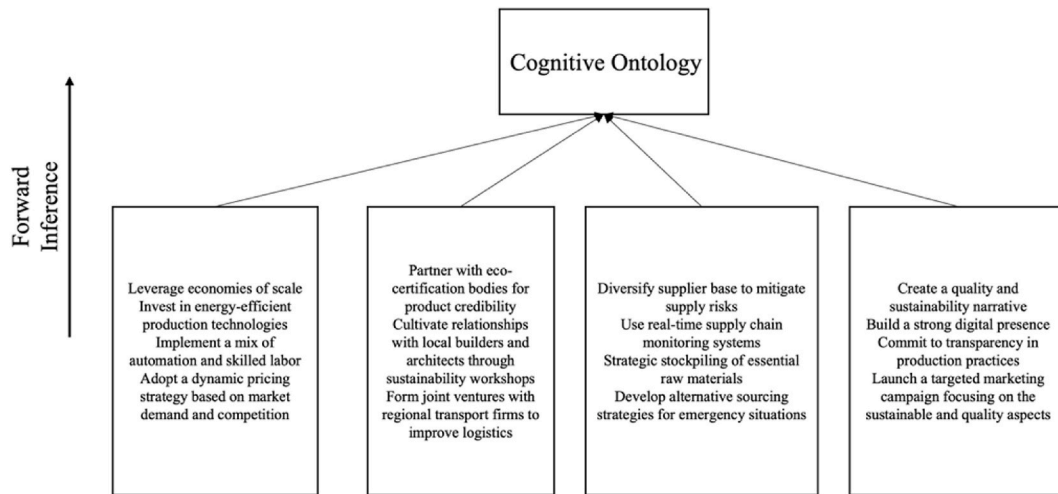 Cognitive Ontology
Forward
Inference
Leverage economies of scale
Invest in energy-efficient
production technologies
Implement a mix of
automation and skilled labor
Adopt a dynamic pricing
strategy based on market
demand and competition
Partner with eco-
certification bodies for
product credibility
Cultivate relationships
with local builders and
architects through
sustainability workshops
Form joint ventures with
regional transport firms to
improve logistics
Diversify supplier base to mitigate
supply risks
Use real-time supply chain
monitoring systems
Strategic stockpiling of essential
raw materials
Develop alternative sourcing
strategies for emergency situations
Create a quality and
sustainability narrative
Build a strong digital presence
Commit to transparency in
production practices
Launch a targeted marketing
campaign focusing on the
sustainable and quality aspects